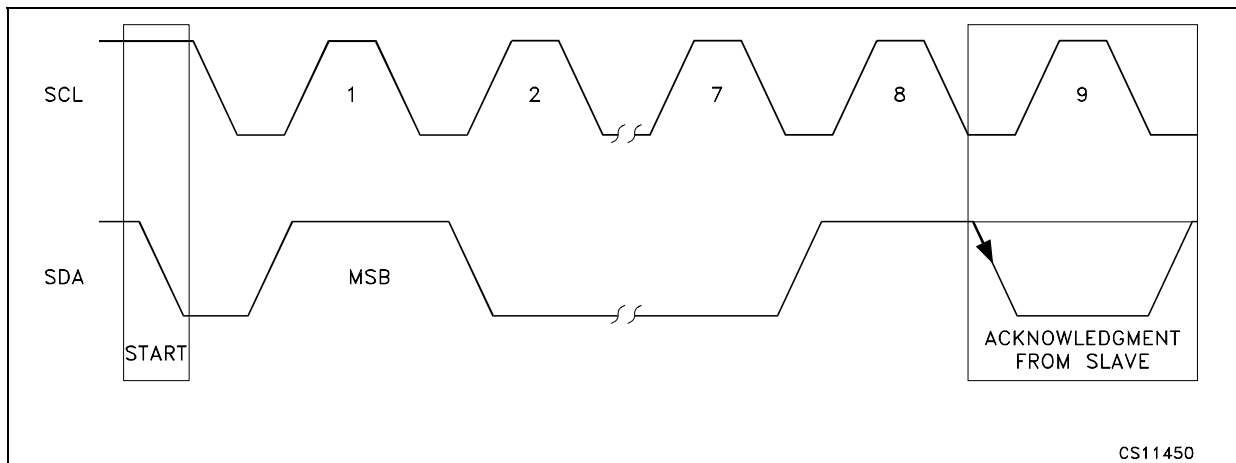 SCL
1
2
7
8
9
SDA
MSB
START
ACKNOWLEDGMENT
FROM SLAVE
CS11450